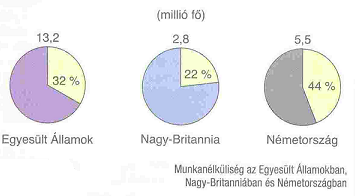 (millió fő)
13,2 2,8 5,5
32 % 22 % 44 %
Egyesült Államok Nagy-Britannia Németország
Munkanélküliség az Egyesült Államokban,
Nagy-Britanniában és Németországban